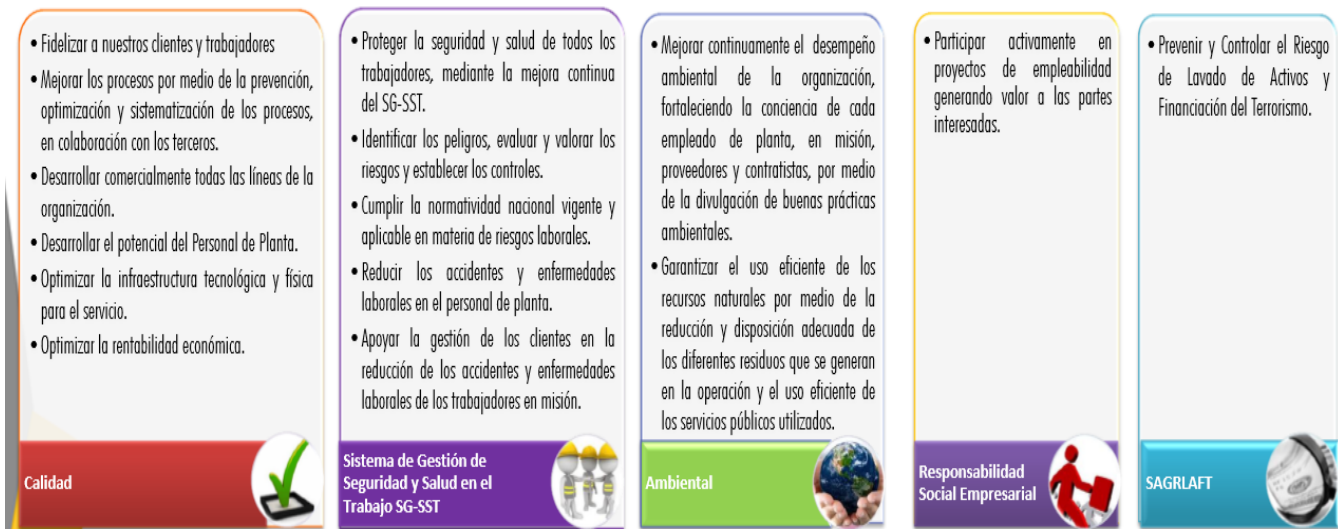 • Fidelizar a nuestros clientes y trabajadores
• Mejorar los procesos por medio de la prevención,
optimización y sistematización de los procesos,
en colaboración con los terceros.
• Desarrollar comercialmente todas las líneas de la
organización.
• Desarrollar el potencial del Personal de Planta.
• Optimizar la infraestructura tecnológica y física
para el servicio.
• Optimizar la rentabilidad económica.
Calidad
• Proteger la seguridad y salud de todos los
trabajadores, mediante la mejora continua
del SG-SST.
• Identificar los peligros, evaluar y valorar los
riesgos y establecer los controles.
• Cumplir la normatividad nacional vigente y
aplicable en materia de riesgos laborales.
• Reducir los accidentes y enfermedades
laborales en el personal de planta.
• Apoyar la gestión de los clientes en la
reducción de los accidentes y enfermedades
laborales de los trabajadores en misión.
Sistema de Gestión de
Seguridad y Salud en el
Trabajo SG-SST
• Mejorar continuamente el desempeño
ambiental de la organización,
fortaleciendo la conciencia de cada
empleado de planta, en misión,
proveedores y contratistas, por medio
de la divulgación de buenas prácticas
ambientales.
• Garantizar el uso eficiente de los
recursos naturales por medio de la
reducción y disposición adecuada de
los diferentes residuos que se generan
en la operación y el uso eficiente de
los servicios públicos utilizados.
Ambiental
• Participar activamente en
proyectos de empleabilidad
generando valor a las partes
interesadas.
Responsabilidad
Social Empresarial
• Prevenir y Controlar el Riesgo
de Lavado de Activos y
Financiación del Terrorismo.
SAGRLAFT